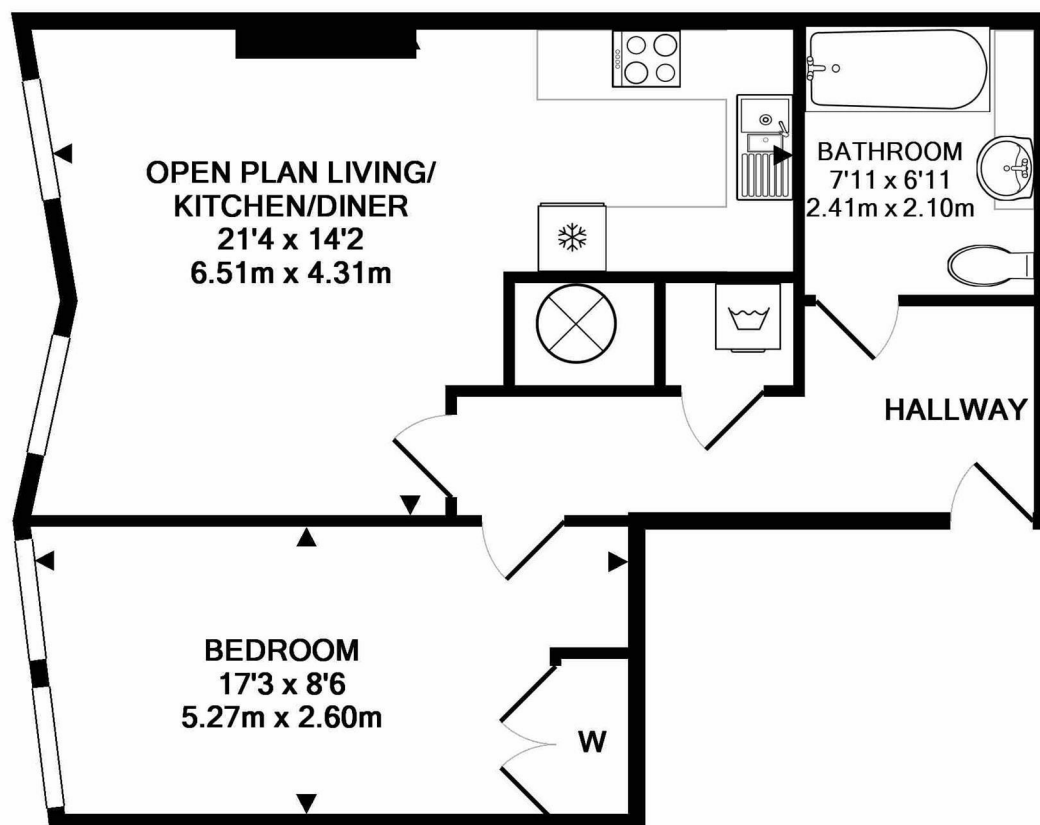 OPEN PLAN LIVING/
KITCHEN/DINER
21'4 x 14'2
6.51m x 4.31m
BATHROOM
7'11 x 6'11
2.41m x 2.10m
HALLWAY
BEDROOM
17'3 x 8'6
5.27m x 2.60m
W